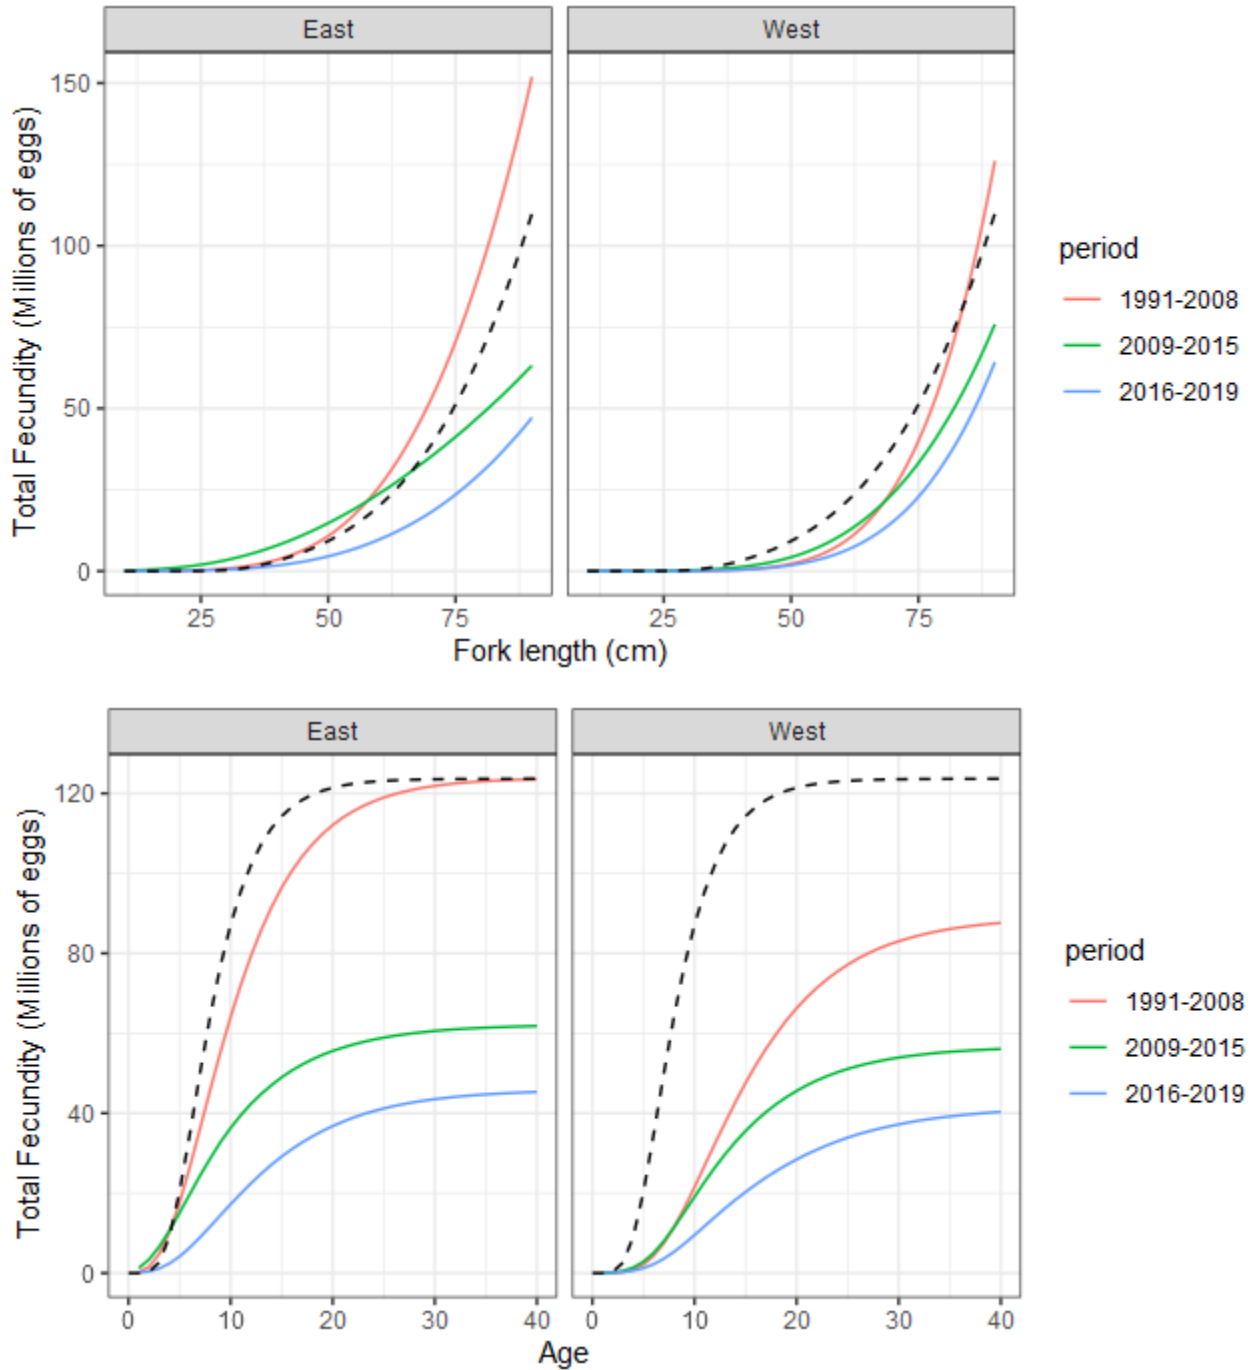 East West
Total Fecundity (Millions of eggs)
150
100
50
0
25 50 75 25 50 75
Fork length (cm)
period
1991-2008
2009-2015
2016-2019
East West
Total Fecundity (Millions of eggs)
120
80
40
0
0 10 20 30 40 0 10 20 30 40
Age
period
1991-2008
2009-2015
2016-2019